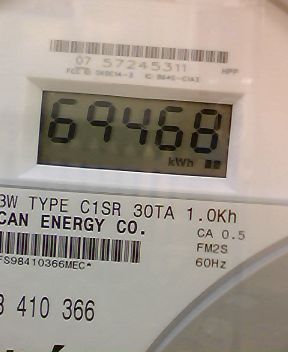 07 57245311
HPP
69468
kWh
3W TYPE C1SR 30TA 1.0Kh
CAN ENERGY CO.
CA 0.5
FM2S
60Hz
FS98410366MEC*
410 366